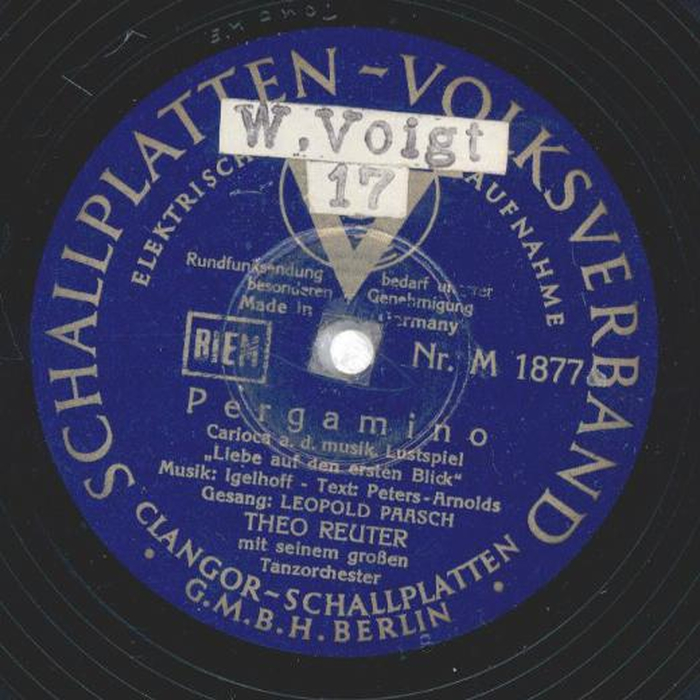 SCHALLPLATTEN-VOLKSVERBAND
W. Voigt
17
ELEKTRISCHE AUFNAHME
Rundfunksendung bedarf unserer
besonderen Genehmigung
Made in Germany
BIEM
Nr. M 1877
Pergamino
Carioca a. d. musik. Lustspiel
„Liebe auf den ersten Blick“
Musik: Igelhoff - Text: Peters-Arnolds
Gesang: LEOPOLD PAASCH
THEO REUTER
mit seinem großen
Tanzorchester
CLANGOR-SCHALLPLATTEN
G.M.B.H. BERLIN